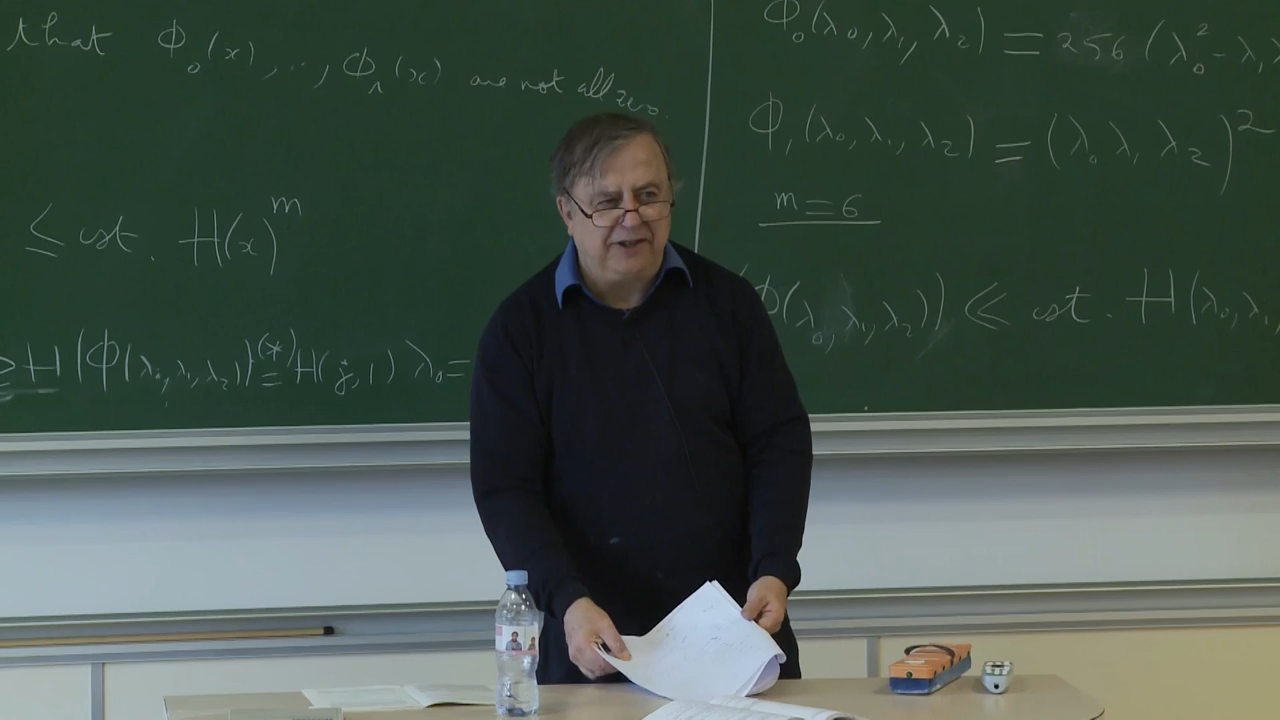 that Φ₀(x), ..., Φ_n(x) are not all zero.
≤ cst. H(x)^m
≥ H(Φ(λ₀, λ₁, λ₂)) (*)= H(j, 1) λ₀ =
Φ₀(λ₀, λ₁, λ₂) = 256 (λ₀² - λ₁
Φ₁(λ₀, λ₁, λ₂) = (λ₀ λ₁ λ₂)²
m = 6
Φ(λ₀, λ₁, λ₂)) ≤ cst. H(λ₀, λ₁,